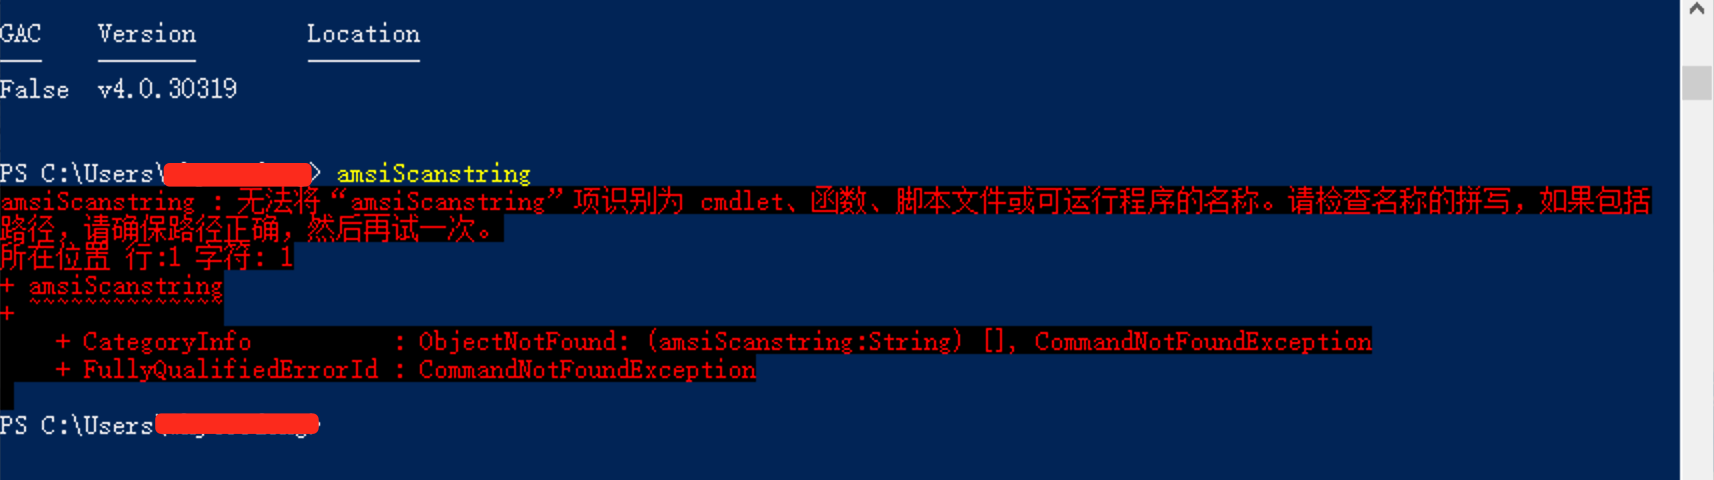 GAC Version Location
False v4.0.30319
PS C:\Users\ > amsiScanstring
amsiScanstring : 无法将“amsiScanstring”项识别为 cmdlet、函数、脚本文件或可运行程序的名称。请检查名称的拼写，如果包括
路径，请确保路径正确，然后再试一次。
所在位置 行:1 字符: 1
+ amsiScanstring
+ ~~~~~~~~~~~~~~
+ CategoryInfo : ObjectNotFound: (amsiScanstring:String) [], CommandNotFoundException
+ FullyQualifiedErrorId : CommandNotFoundException
PS C:\Users\